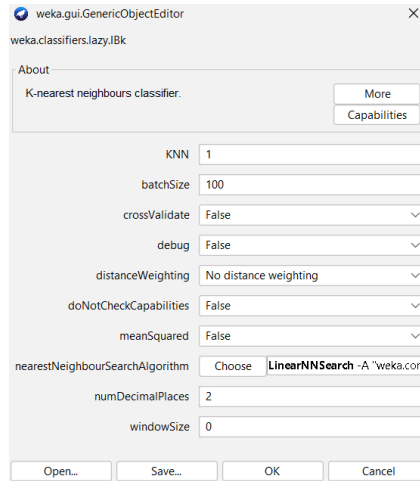 weka.gui.GenericObjectEditor
weka.classifiers.lazy.IBk
About
K-nearest neighbours classifier.
More
Capabilities
KNN 1
batchSize 100
crossValidate False
debug False
distanceWeighting No distance weighting
doNotCheckCapabilities False
meanSquared False
nearestNeighbourSearchAlgorithm Choose LinearNNSearch -A "weka.cor
numDecimalPlaces 2
windowSize 0
Open... Save... OK Cancel